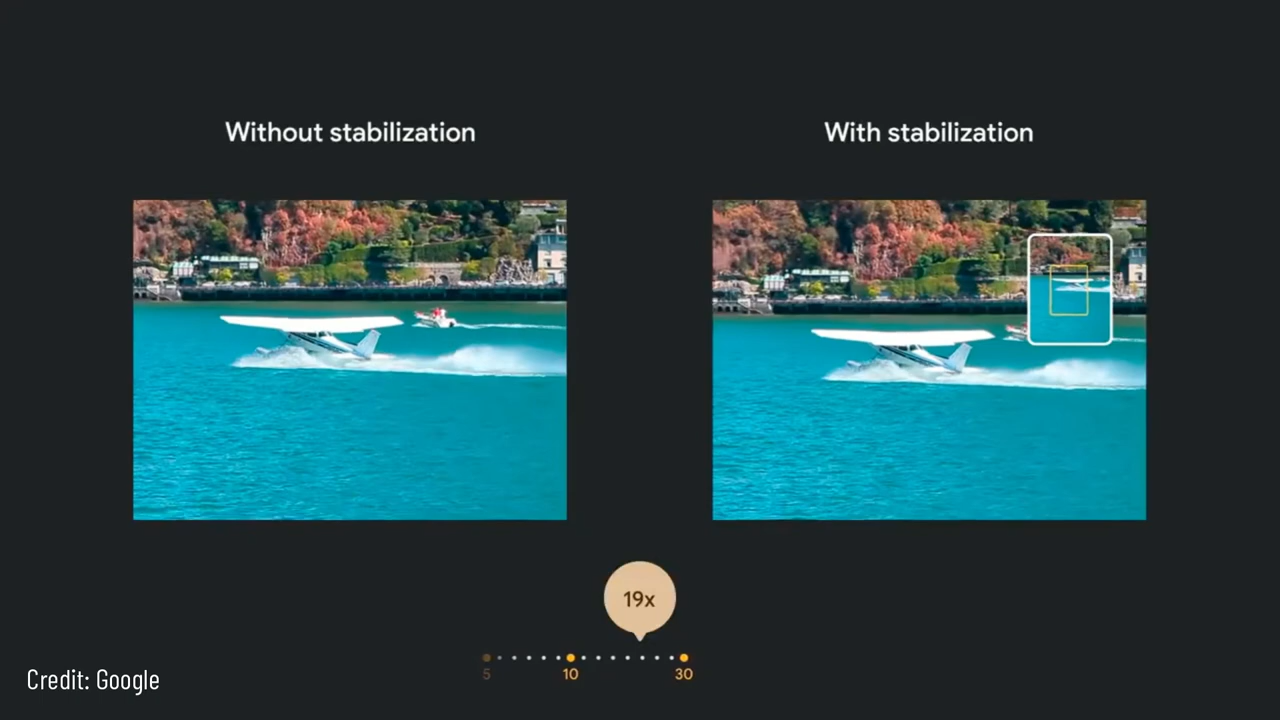 Without stabilization
With stabilization
19x
5
10
30
Credit: Google